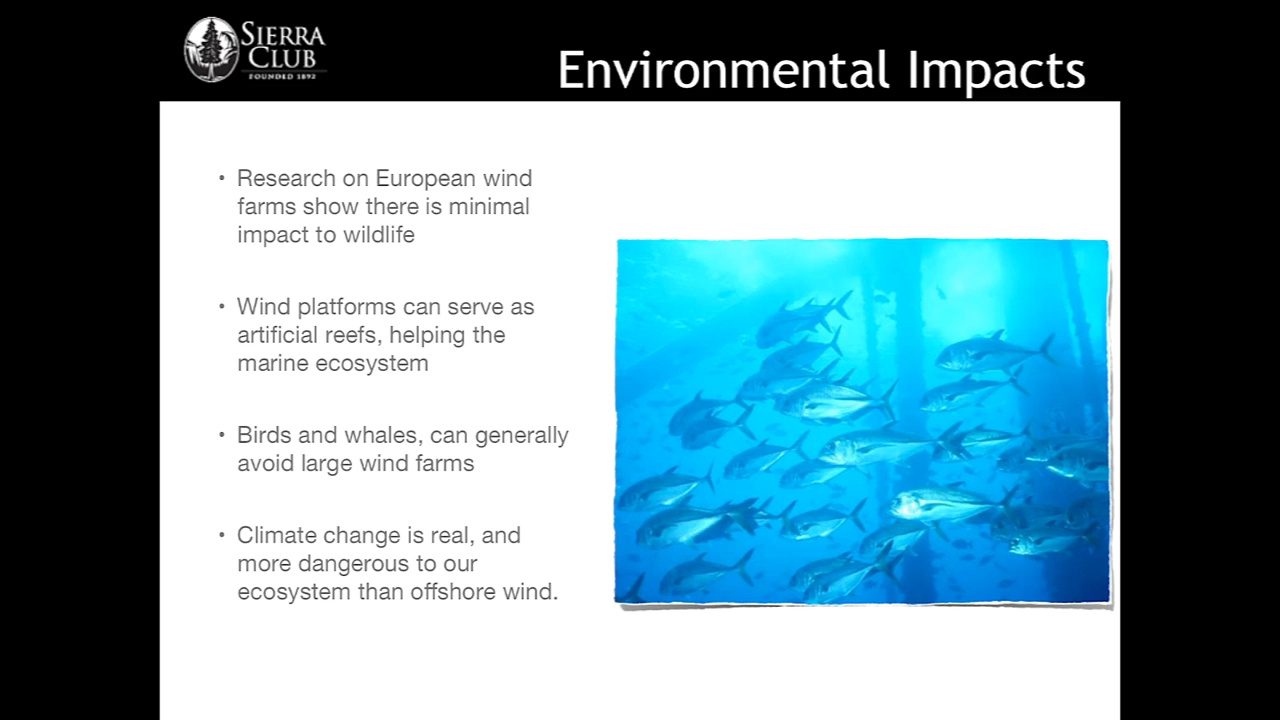 SIERRA
CLUB
FOUNDED 1892
Environmental Impacts
• Research on European wind
farms show there is minimal
impact to wildlife
• Wind platforms can serve as
artificial reefs, helping the
marine ecosystem
• Birds and whales, can generally
avoid large wind farms
• Climate change is real, and
more dangerous to our
ecosystem than offshore wind.